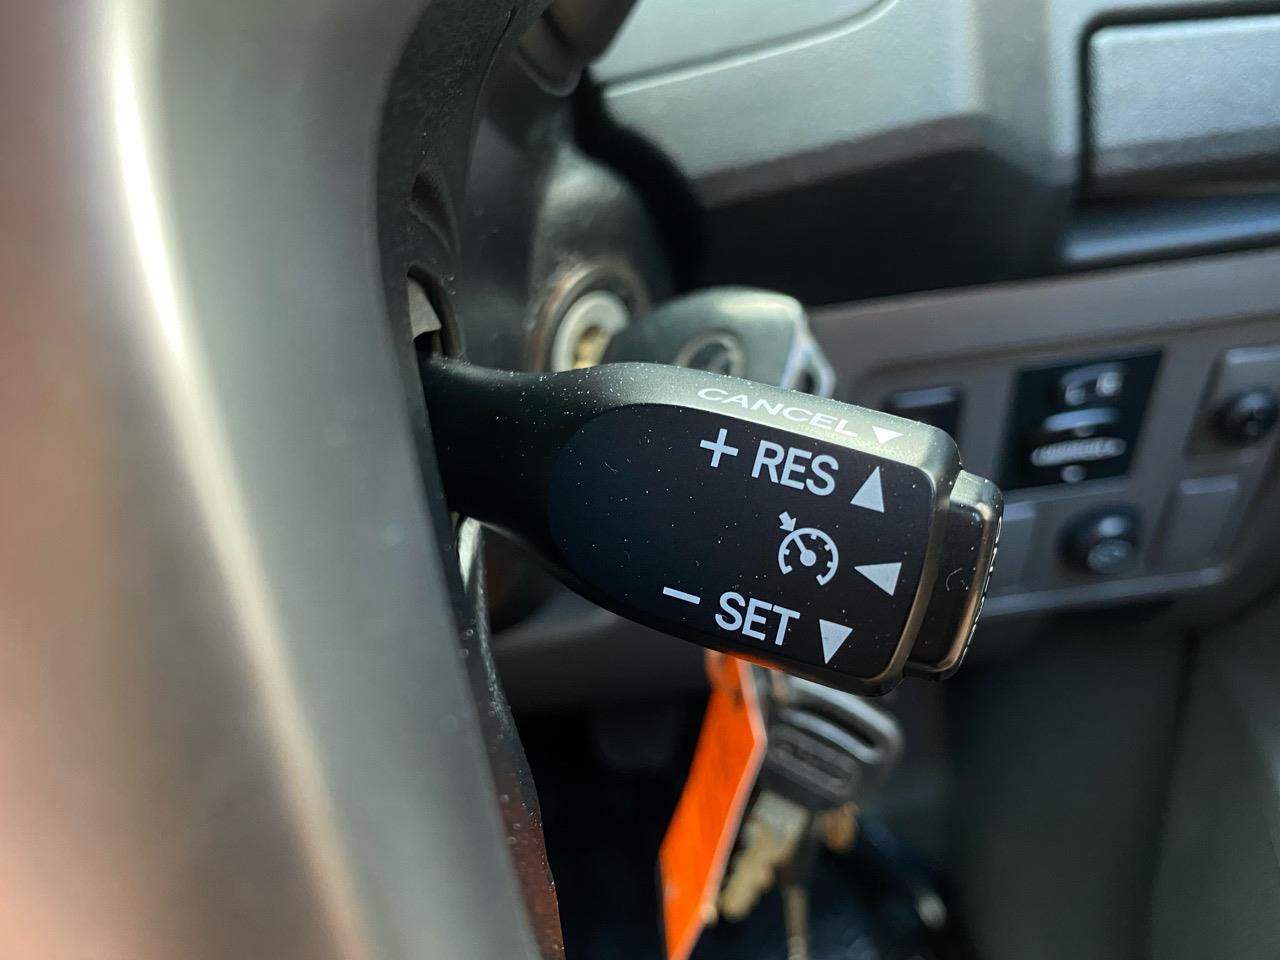 CANCEL ▼
+ RES ▲
◀
− SET ▼